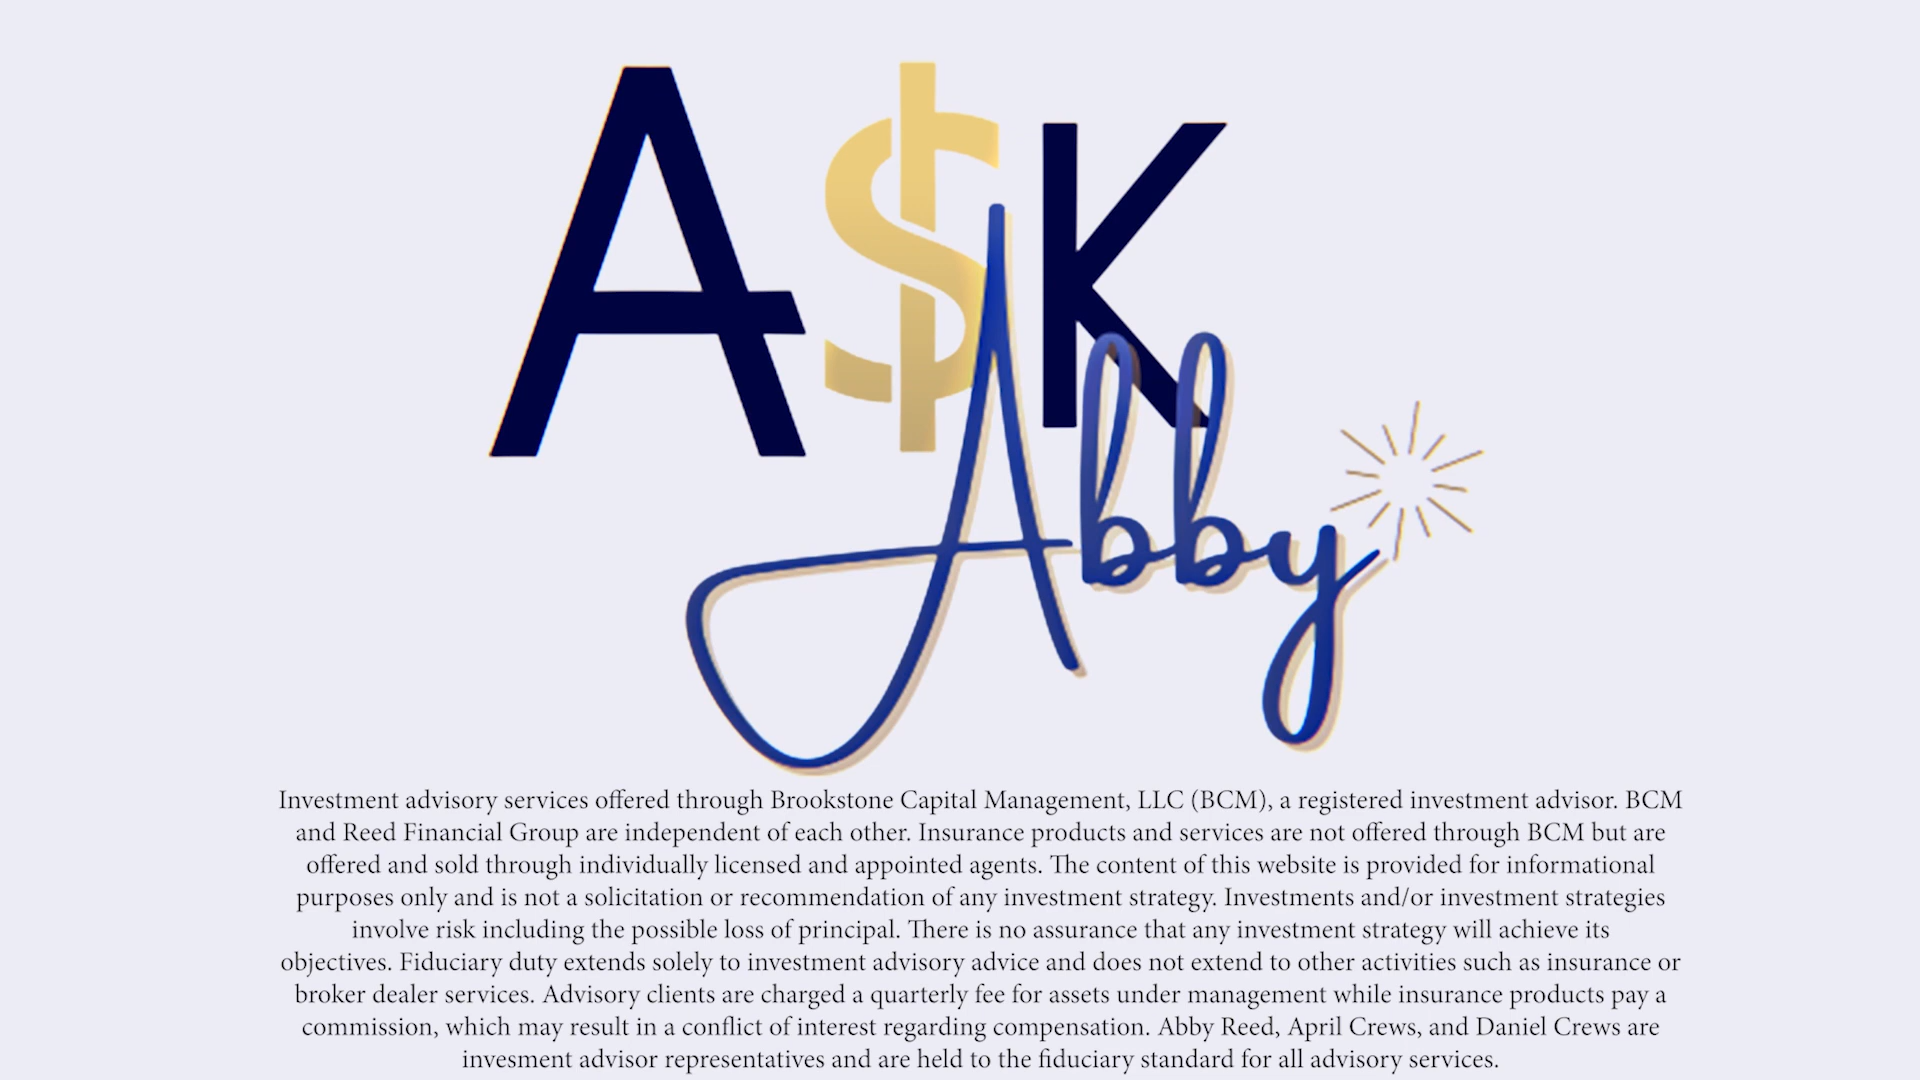 A$K
Abby
Investment advisory services offered through Brookstone Capital Management, LLC (BCM), a registered investment advisor. BCM
and Reed Financial Group are independent of each other. Insurance products and services are not offered through BCM but are
offered and sold through individually licensed and appointed agents. The content of this website is provided for informational
purposes only and is not a solicitation or recommendation of any investment strategy. Investments and/or investment strategies
involve risk including the possible loss of principal. There is no assurance that any investment strategy will achieve its
objectives. Fiduciary duty extends solely to investment advisory advice and does not extend to other activities such as insurance or
broker dealer services. Advisory clients are charged a quarterly fee for assets under management while insurance products pay a
commission, which may result in a conflict of interest regarding compensation. Abby Reed, April Crews, and Daniel Crews are
invesment advisor representatives and are held to the fiduciary standard for all advisory services.